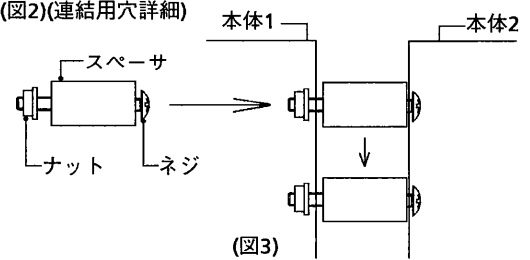 (図2)(連結用穴詳細)
本体1
本体2
スペーサ
ナット
ネジ
(図3)